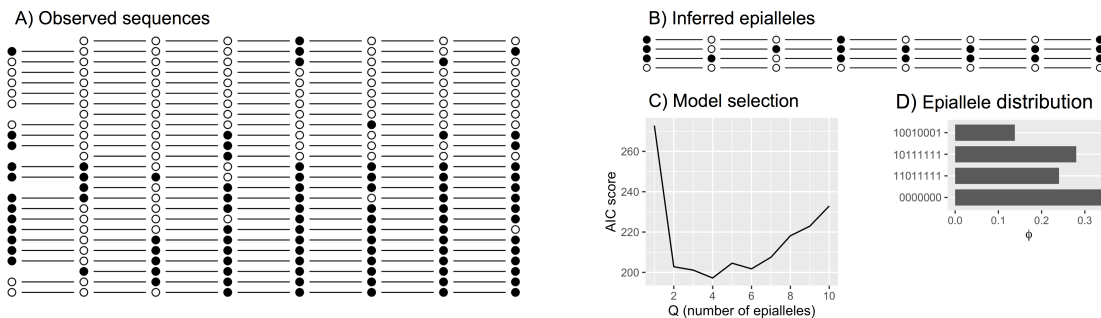 A) Observed sequences
B) Inferred epialleles
C) Model selection
AIC score
260
240
220
200
2
4
6
8
10
Q (number of epialleles)
D) Epiallele distribution
10010001
10111111
11011111
0000000
0.0
0.1
0.2
0.3
ϕ